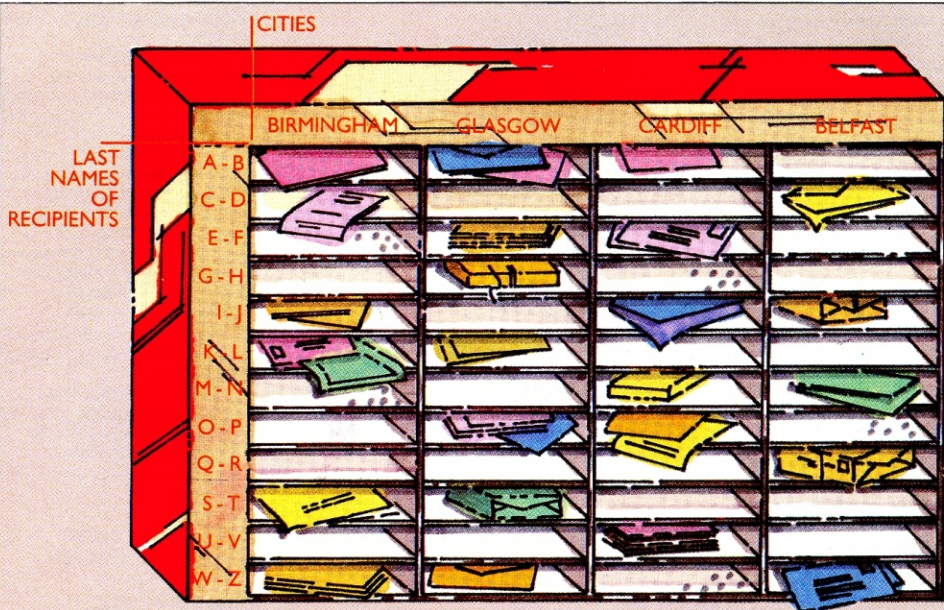 CITIES
BIRMINGHAM GLASGOW CARDIFF BELFAST
LAST
NAMES
OF
RECIPIENTS
A-B
C-D
E-F
G-H
I-J
K-L
M-N
O-P
Q-R
S-T
U-V
W-Z